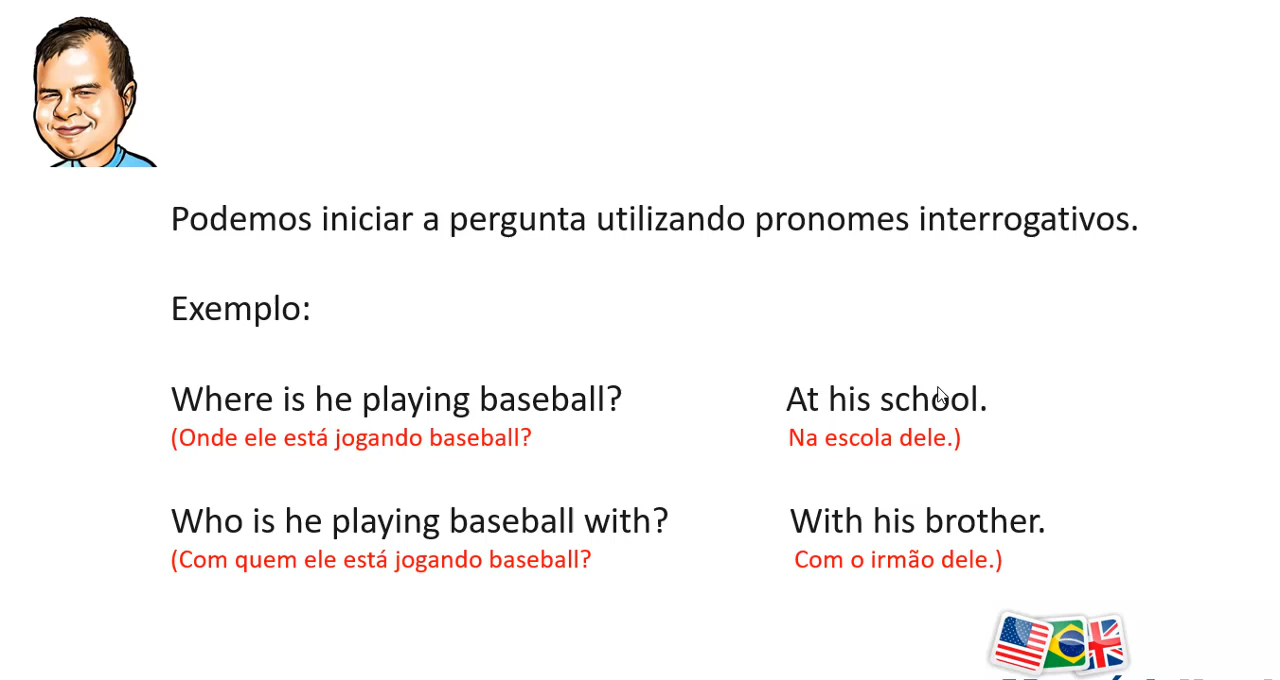 Podemos iniciar a pergunta utilizando pronomes interrogativos.
Exemplo:
Where is he playing baseball? At his school.
(Onde ele está jogando baseball? Na escola dele.)
Who is he playing baseball with? With his brother.
(Com quem ele está jogando baseball? Com o irmão dele.)